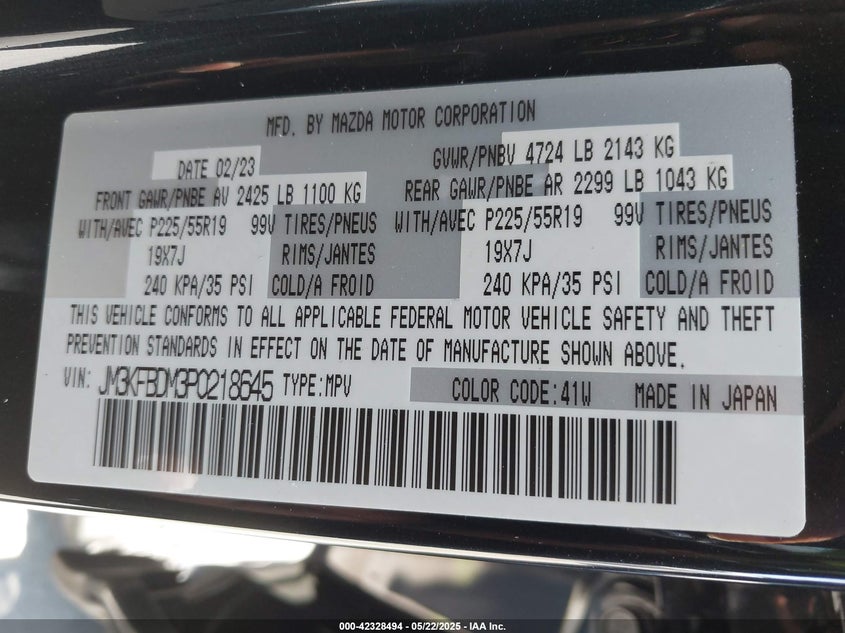 MFD. BY MAZDA MOTOR CORPORATION
DATE 02/23 GVWR/PNBV 4724 LB 2143 KG
FRONT GAWR/PNBE AV 2425 LB 1100 KG REAR GAWR/PNBE AR 2299 LB 1043 KG
WITH/AVEC P225/55R19 99V TIRES/PNEUS WITH/AVEC P225/55R19 99V TIRES/PNEUS
19X7J RIMS/JANTES 19X7J RIMS/JANTES
240 KPA/35 PSI COLD/A FROID 240 KPA/35 PSI COLD/A FROID
THIS VEHICLE CONFORMS TO ALL APPLICABLE FEDERAL MOTOR VEHICLE SAFETY AND THEFT
PREVENTION STANDARDS IN EFFECT ON THE DATE OF MANUFACTURE SHOWN ABOVE.
VIN: JM3KFBDM3P0218645 TYPE:MPV COLOR CODE:41W MADE IN JAPAN
000-42328494 - 05/22/2025 - IAA Inc.